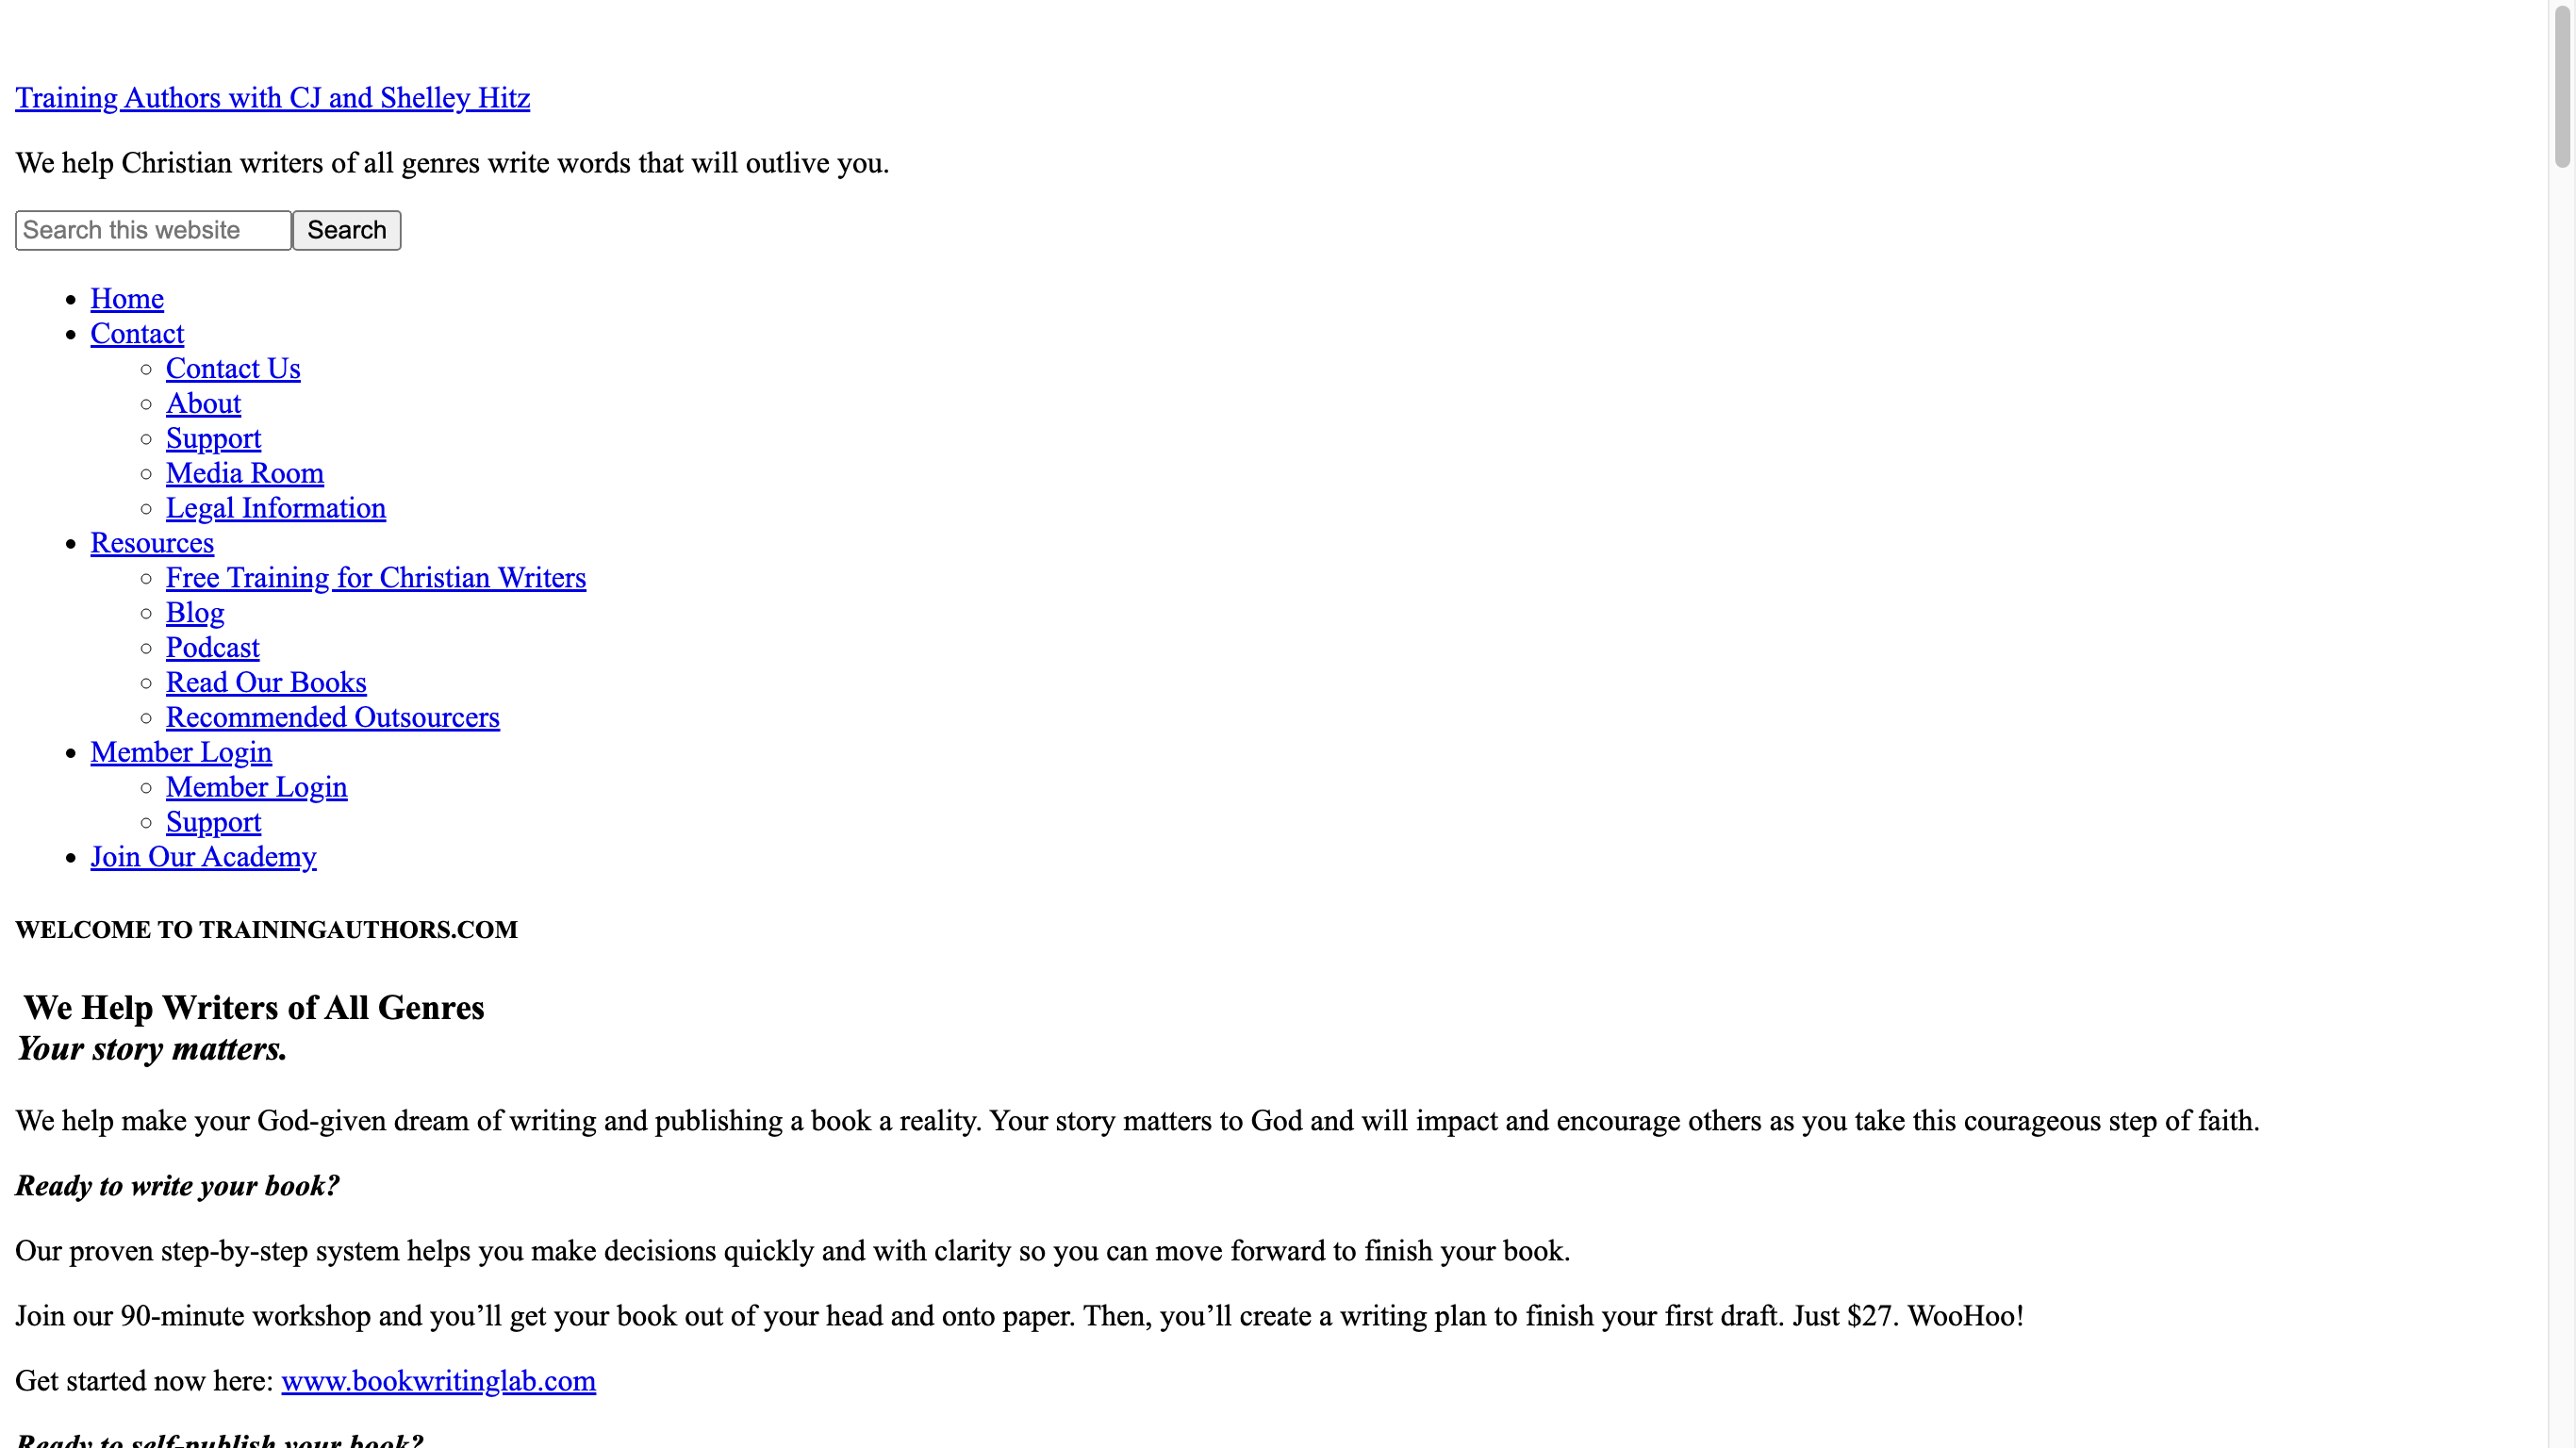 Training Authors with CJ and Shelley Hitz
We help Christian writers of all genres write words that will outlive you.
Search this website Search
Home
Contact
Contact Us
About
Support
Media Room
Legal Information
Resources
Free Training for Christian Writers
Blog
Podcast
Read Our Books
Recommended Outsourcers
Member Login
Member Login
Support
Join Our Academy
WELCOME TO TRAININGAUTHORS.COM
We Help Writers of All Genres
Your story matters.
We help make your God-given dream of writing and publishing a book a reality. Your story matters to God and will impact and encourage others as you take this courageous step of faith.
Ready to write your book?
Our proven step-by-step system helps you make decisions quickly and with clarity so you can move forward to finish your book.
Join our 90-minute workshop and you’ll get your book out of your head and onto paper. Then, you’ll create a writing plan to finish your first draft. Just $27. WooHoo!
Get started now here: www.bookwritinglab.com
Ready to self-publish your book?